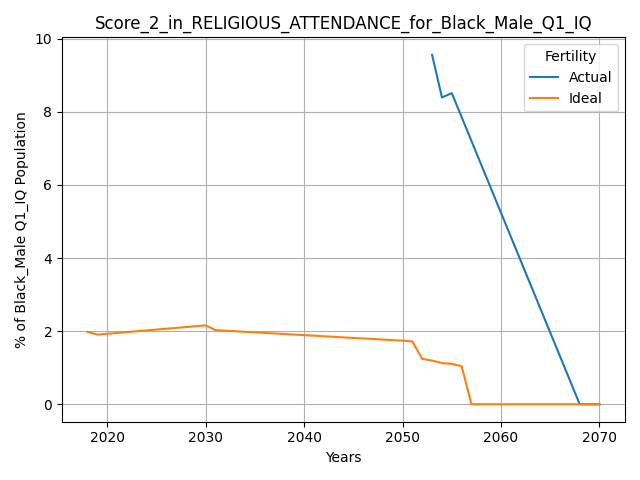 Score_2_in_RELIGIOUS_ATTENDANCE_for_Black_Male_Q1_IQ
Fertility
Actual
Ideal
% of Black_Male Q1_IQ Population
10
8
6
4
2
0
2020 2030 2040 2050 2060 2070
Years